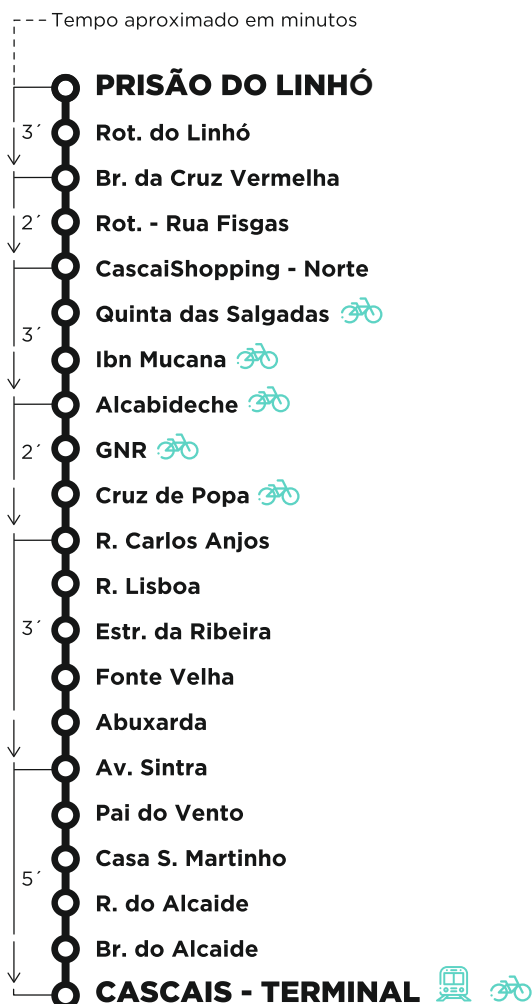 Tempo aproximado em minutos
PRISÃO DO LINHÓ
3´
Rot. do Linhó
Br. da Cruz Vermelha
2´
Rot. - Rua Fisgas
CascaiShopping - Norte
Quinta das Salgadas
3´
Ibn Mucana
Alcabideche
2´
GNR
Cruz de Popa
R. Carlos Anjos
R. Lisboa
3´
Estr. da Ribeira
Fonte Velha
Abuxarda
Av. Sintra
Pai do Vento
Casa S. Martinho
5´
R. do Alcaide
Br. do Alcaide
CASCAIS - TERMINAL